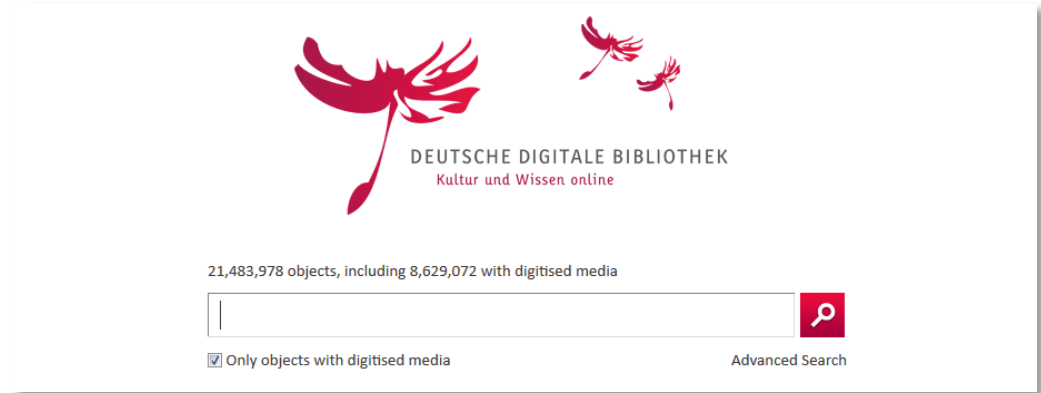 DEUTSCHE DIGITALE BIBLIOTHEK
Kultur und Wissen online
21,483,978 objects, including 8,629,072 with digitised media
Only objects with digitised media
Advanced Search